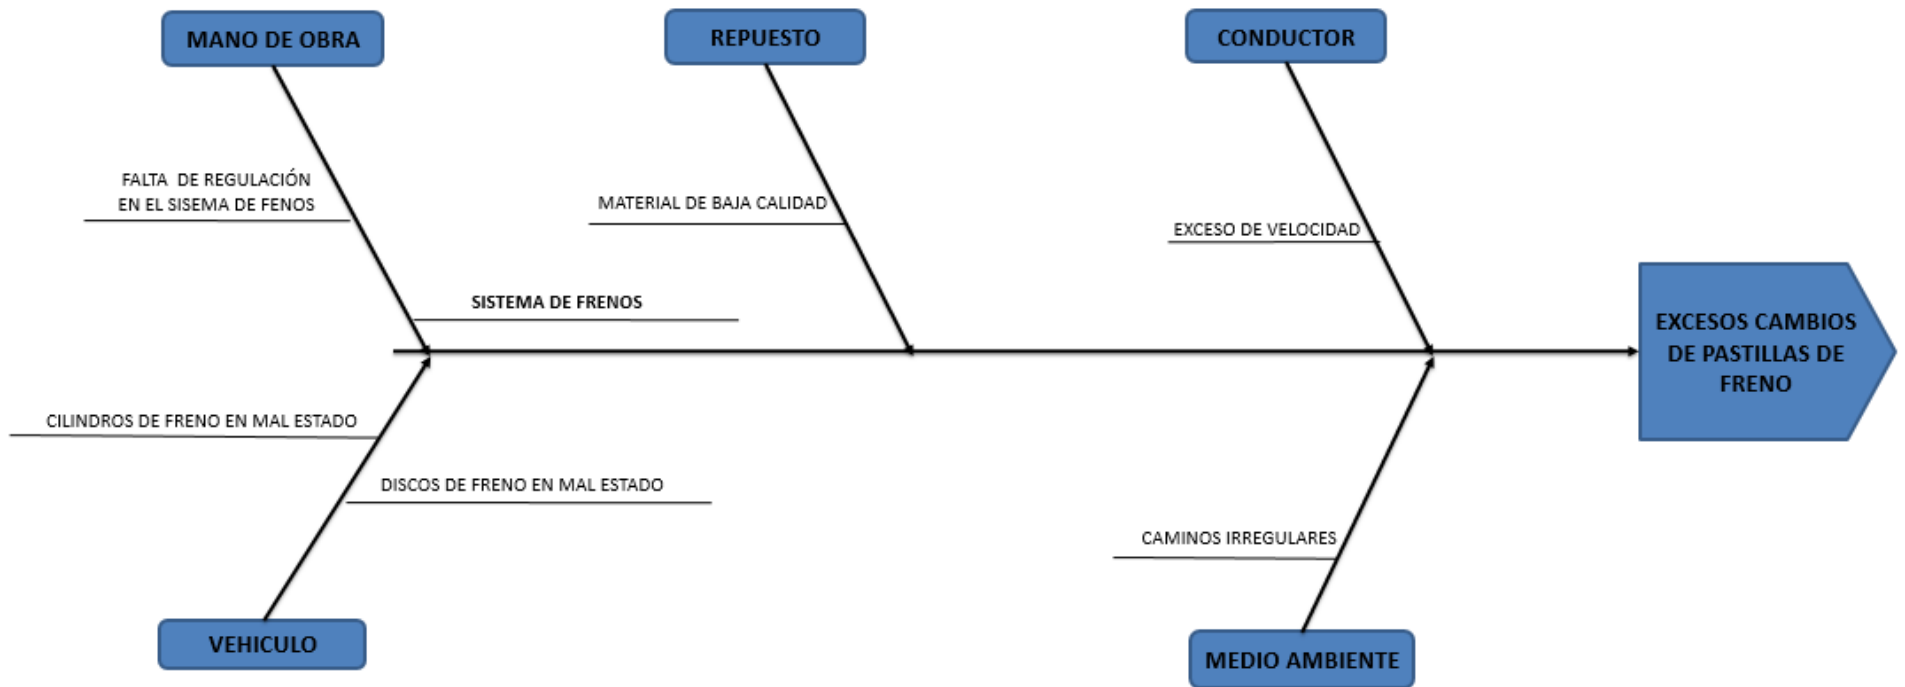 MANO DE OBRA
REPUESTO
CONDUCTOR
FALTA DE REGULACIÓN
EN EL SISEMA DE FENOS
MATERIAL DE BAJA CALIDAD
EXCESO DE VELOCIDAD
SISTEMA DE FRENOS
EXCESOS CAMBIOS
DE PASTILLAS DE
FRENO
CILINDROS DE FRENO EN MAL ESTADO
DISCOS DE FRENO EN MAL ESTADO
CAMINOS IRREGULARES
VEHICULO
MEDIO AMBIENTE